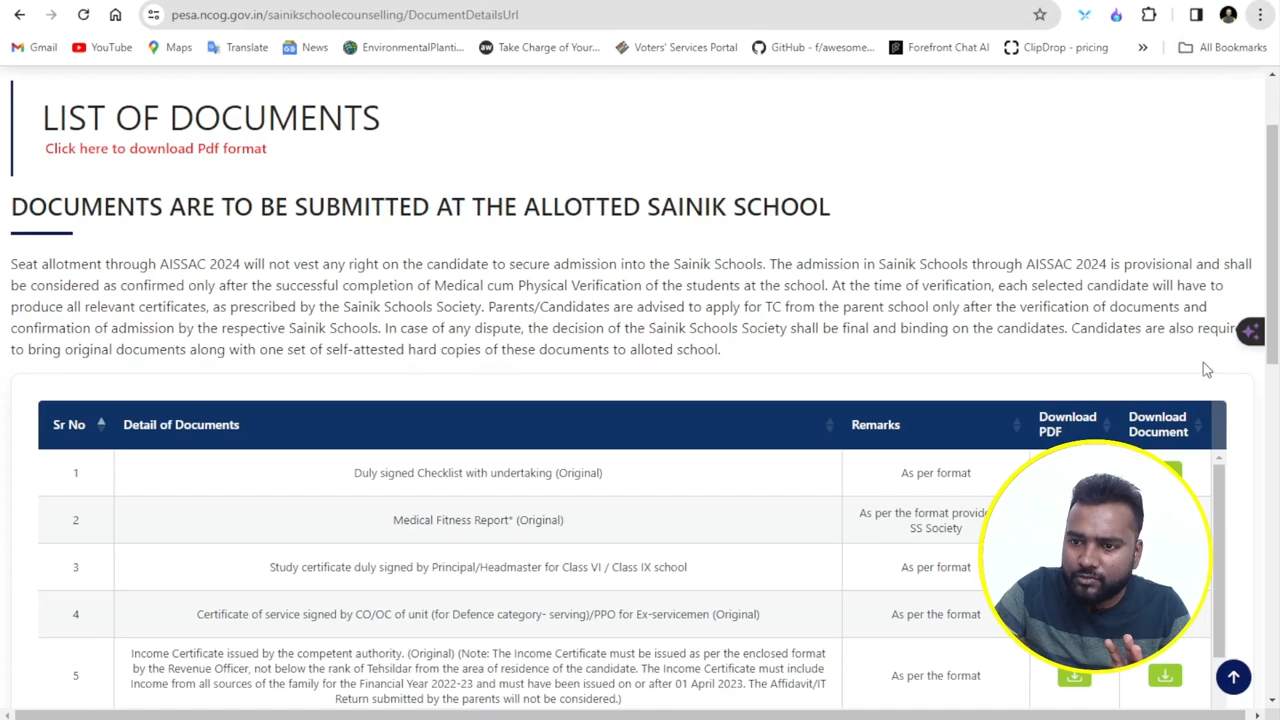 pesa.ncog.gov.in/sainikschoolecounselling/DocumentDetailsUrl
Gmail YouTube Maps Translate News EnvironmentalPlanti... Take Charge of Your... Voters' Services Portal GitHub - f/awesome... Forefront Chat AI ClipDrop - pricing » All Bookmarks
LIST OF DOCUMENTS
Click here to download Pdf format
DOCUMENTS ARE TO BE SUBMITTED AT THE ALLOTTED SAINIK SCHOOL
Seat allotment through AISSAC 2024 will not vest any right on the candidate to secure admission into the Sainik Schools. The admission in Sainik Schools through AISSAC 2024 is provisional and shall
be considered as confirmed only after the successful completion of Medical cum Physical Verification of the students at the school. At the time of verification, each selected candidate will have to
produce all relevant certificates, as prescribed by the Sainik Schools Society. Parents/Candidates are advised to apply for TC from the parent school only after the verification of documents and
confirmation of admission by the respective Sainik Schools. In case of any dispute, the decision of the Sainik Schools Society shall be final and binding on the candidates. Candidates are also requir
to bring original documents along with one set of self-attested hard copies of these documents to alloted school.
Sr No Detail of Documents Remarks Download PDF Download Document
1 Duly signed Checklist with undertaking (Original) As per format
2 Medical Fitness Report* (Original) As per the format provide
SS Society
3 Study certificate duly signed by Principal/Headmaster for Class VI / Class IX school As per format
4 Certificate of service signed by CO/OC of unit (for Defence category- serving)/PPO for Ex-servicemen (Original) As per the format
5 Income Certificate issued by the competent authority. (Original) (Note: The Income Certificate must be issued as per the enclosed format
by the Revenue Officer, not below the rank of Tehsildar from the area of residence of the candidate. The Income Certificate must include
Income from all sources of the family for the Financial Year 2022-23 and must have been issued on or after 01 April 2023. The Affidavit/IT
Return submitted by the parents will not be considered.) As per the format